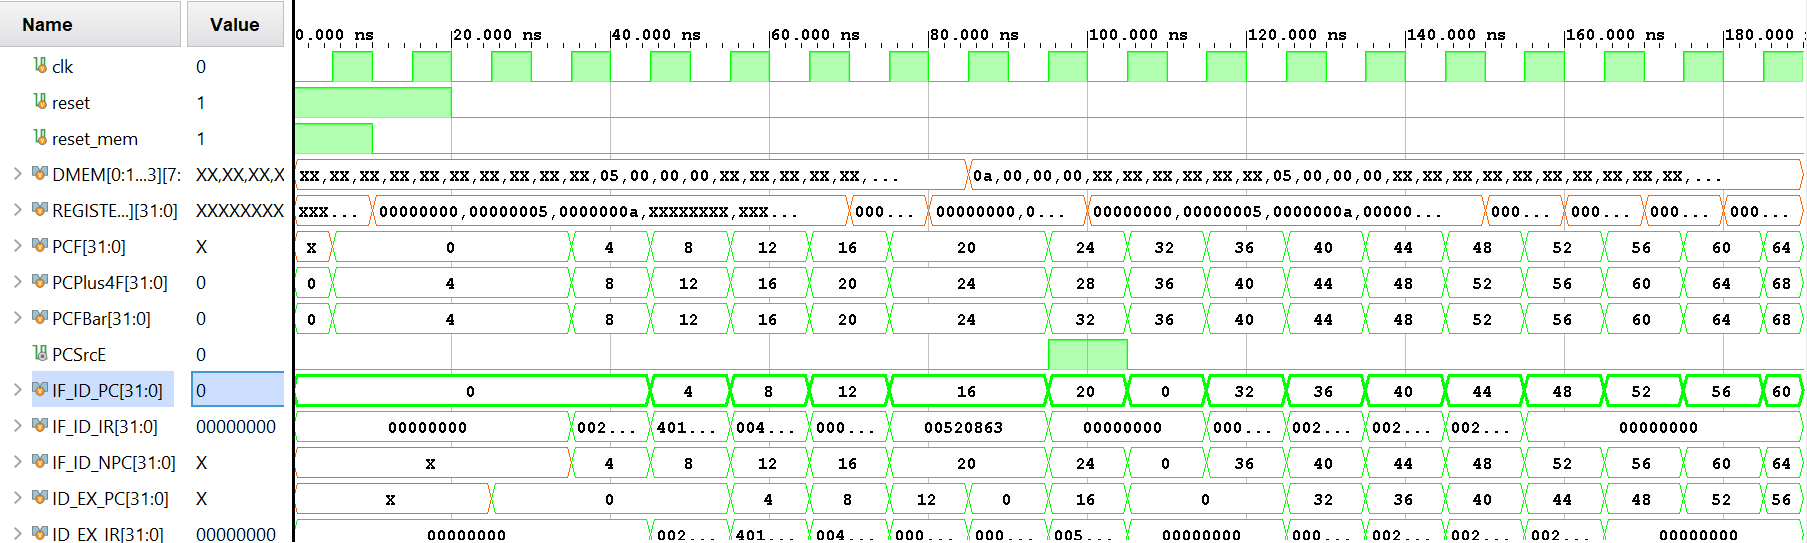 Name Value 0.000 ns 20.000 ns 40.000 ns 60.000 ns 80.000 ns 100.000 ns 120.000 ns 140.000 ns 160.000 ns 180.000
clk 0
reset 1
reset_mem 1
DMEM[0:1...3][7: XX,XX,XX,X XX,XX,XX,XX,XX,XX,XX,XX,XX,XX,05,00,00,00,XX,XX,XX,XX,XX,... 0a,00,00,00,XX,XX,XX,XX,XX,XX,05,00,00,00,XX,XX,XX,XX,XX,XX,XX,XX,XX,XX,...
REGISTE...][31:0] XXXXXXXX XXX... 00000000,00000005,0000000a,XXXXXXXX,XXX... 000... 00000000,0... 00000000,00000005,0000000a,00000... 000... 000... 000... 000...
PCF[31:0] X X 0 4 8 12 16 20 24 32 36 40 44 48 52 56 60 64
PCPlus4F[31:0] 0 0 4 8 12 16 20 24 28 36 40 44 48 52 56 60 64 68
PCFBar[31:0] 0 0 4 8 12 16 20 24 32 36 40 44 48 52 56 60 64 68
PCSrcE 0
IF_ID_PC[31:0] 0 0 4 8 12 16 20 0 32 36 40 44 48 52 56 60
IF_ID_IR[31:0] 00000000 00000000 002... 401... 004... 000... 00520863 00000000 000... 002... 002... 002... 00000000
IF_ID_NPC[31:0] X X 4 8 12 16 20 24 0 36 40 44 48 52 56 60 64
ID_EX_PC[31:0] X X 0 4 8 12 0 16 0 32 36 40 44 48 52 56
ID_EX_IR[31:0] 00000000 00000000 002... 401... 004... 000... 000... 005... 00000000 000... 002... 002... 002... 00000000